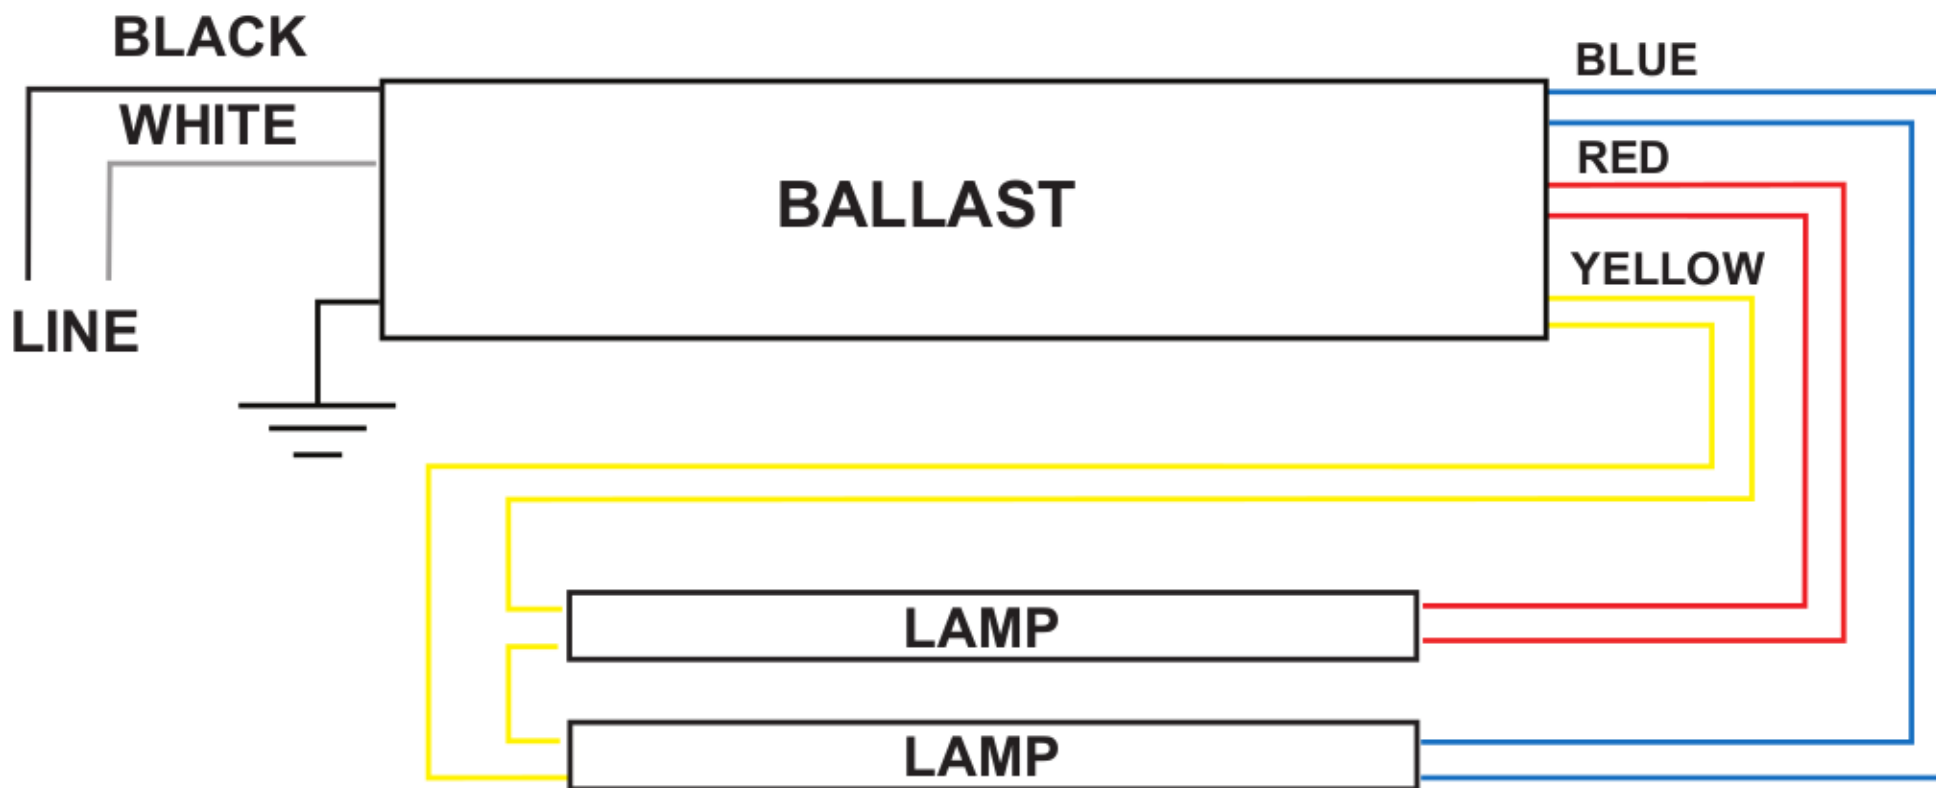 BLACK
WHITE
LINE
BALLAST
BLUE
RED
YELLOW
LAMP
LAMP